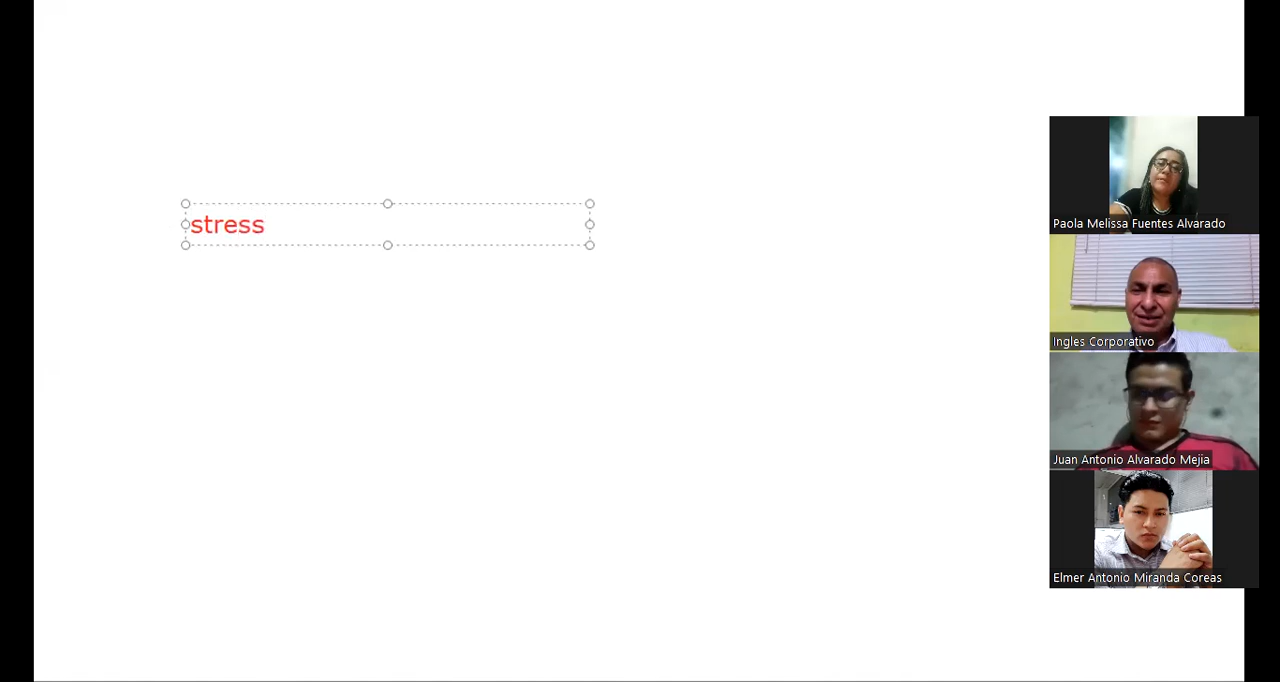 stress
Paola Melissa Fuentes Alvarado
Ingles Corporativo
Juan Antonio Alvarado Mejia
Elmer Antonio Miranda Coreas